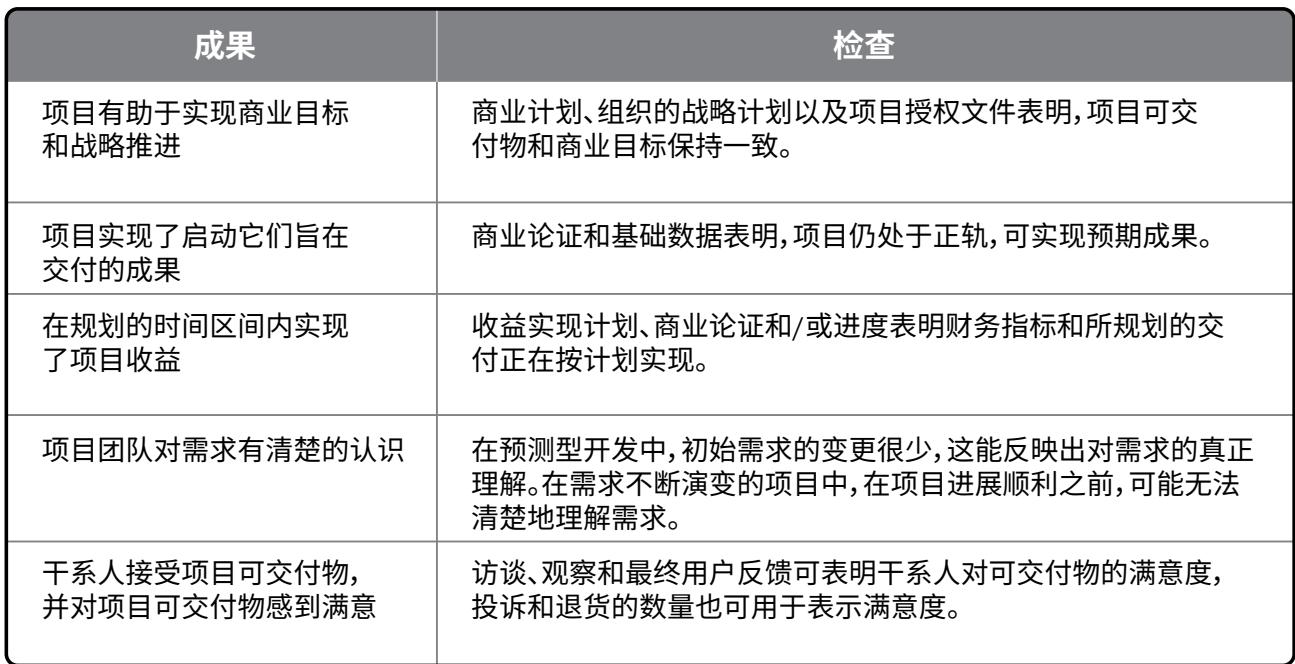 成果
检查
项目有助于实现商业目标
和战略推进
商业计划、组织的战略计划以及项目授权文件表明,项目可交
付物和商业目标保持一致。
项目实现了启动它们旨在
交付的成果
商业论证和基础数据表明,项目仍处于正轨,可实现预期成果。
在规划的时间区间内实现
了项目收益
收益实现计划、商业论证和/或进度表明财务指标和所规划的交
付正在按计划实现。
项目团队对需求有清楚的认识
在预测型开发中,初始需求的变更很少,这能反映出对需求的真正
理解。在需求不断演变的项目中,在项目进展顺利之前,可能无法
清楚地理解需求。
干系人接受项目可交付物,
并对项目可交付物感到满意
访谈、观察和最终用户反馈可表明干系人对可交付物的满意度,
投诉和退货的数量也可用于表示满意度。